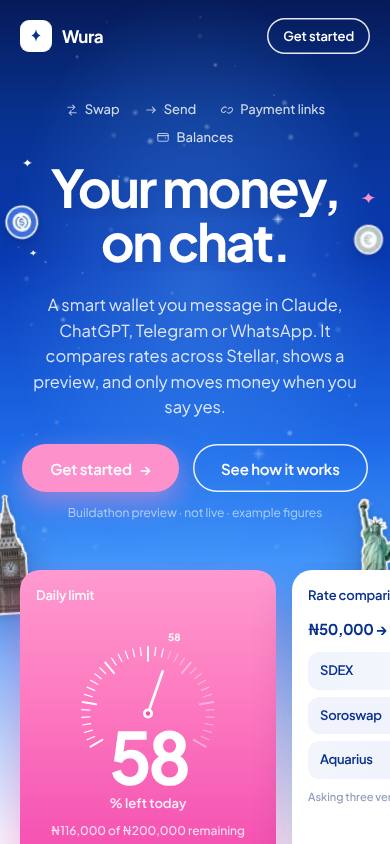 Wura
Get started
Swap
Send
Payment links
Balances
Your money,
on chat.
A smart wallet you message in Claude,
ChatGPT, Telegram or WhatsApp. It
compares rates across Stellar, shows a
preview, and only moves money when you
say yes.
Get started →
See how it works
Buildathon preview · not live · example figures
Daily limit
58
58
% left today
₦116,000 of ₦200,000 remaining
Rate compari
₦50,000 →
SDEX
Soroswap
Aquarius
Asking three ve